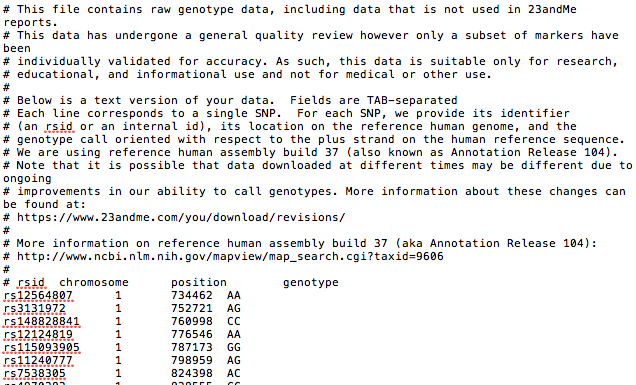 # This file contains raw genotype data, including data that is not used in 23andMe
reports.
# This data has undergone a general quality review however only a subset of markers have
been
# individually validated for accuracy. As such, this data is suitable only for research,
# educational, and informational use and not for medical or other use.
#
# Below is a text version of your data.  Fields are TAB-separated
# Each line corresponds to a single SNP.  For each SNP, we provide its identifier
# (an rsid or an internal id), its location on the reference human genome, and the
# genotype call oriented with respect to the plus strand on the human reference sequence.
# We are using reference human assembly build 37 (also known as Annotation Release 104).
# Note that it is possible that data downloaded at different times may be different due to
ongoing
# improvements in our ability to call genotypes. More information about these changes can
be found at:
# https://www.23andme.com/you/download/revisions/
#
# More information on reference human assembly build 37 (aka Annotation Release 104):
# http://www.ncbi.nlm.nih.gov/mapview/map_search.cgi?taxid=9606
#
# rsid  chromosome      position        genotype
rs12564807      1       734462  AA
rs3131972       1       752721  AG
rs148828841     1       760998  CC
rs12124819      1       776546  AA
rs115093905     1       787173  GG
rs11240777      1       798959  AG
rs7538305       1       824398  AC